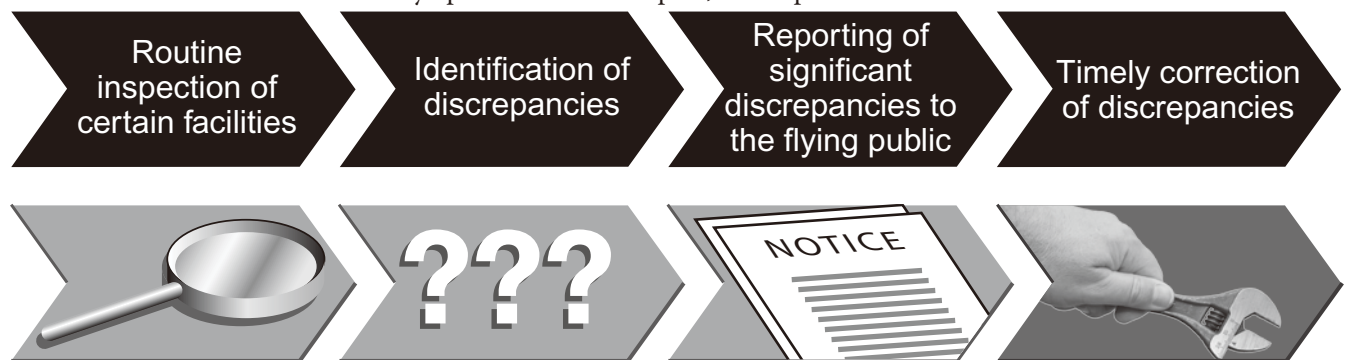 Routine
inspection of
certain facilities
Identification of
discrepancies
Reporting of
significant
discrepancies to
the flying public
Timely correction
of discrepancies
???
NOTICE